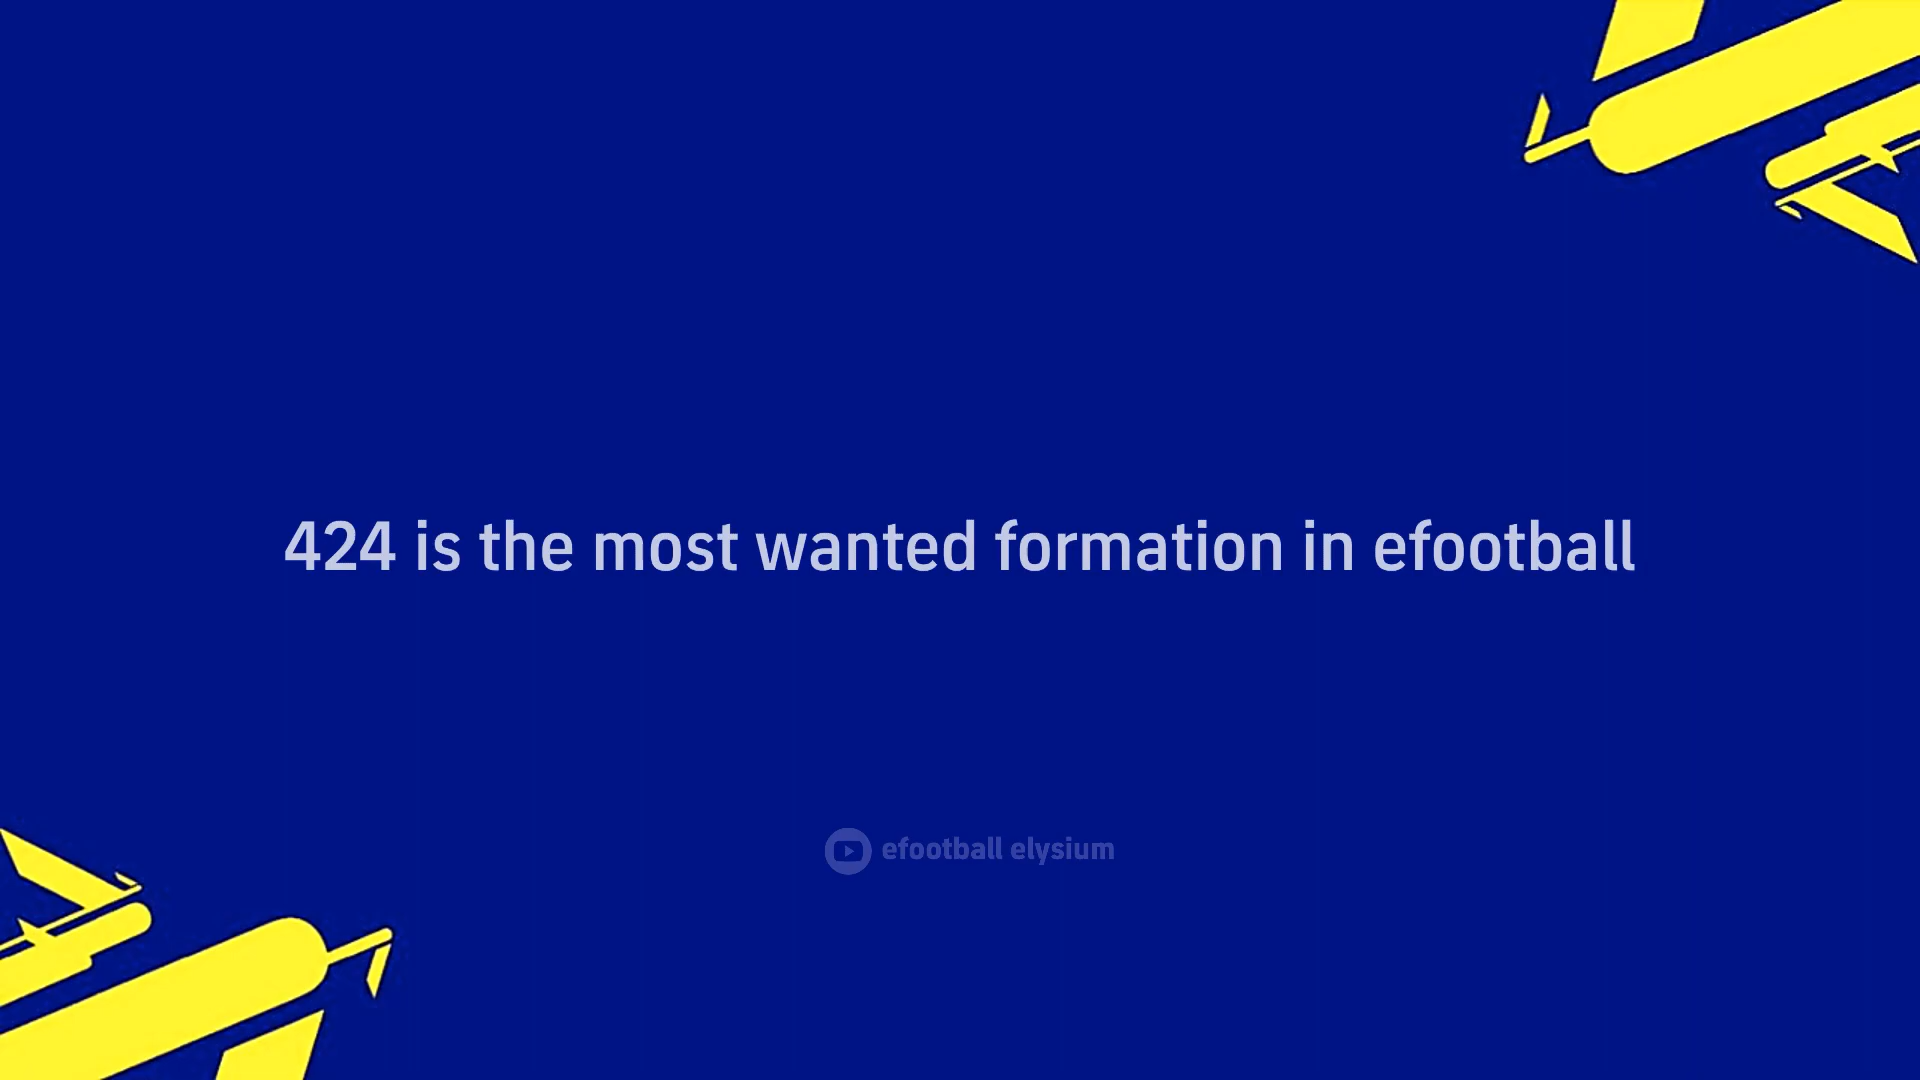 424 is the most wanted formation in efootball
efootball elysium